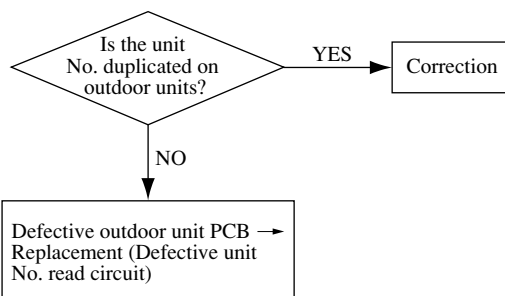 Is the unit
No. duplicated on
outdoor units?
YES
Correction
NO
Defective outdoor unit PCB →
Replacement (Defective unit
No. read circuit)